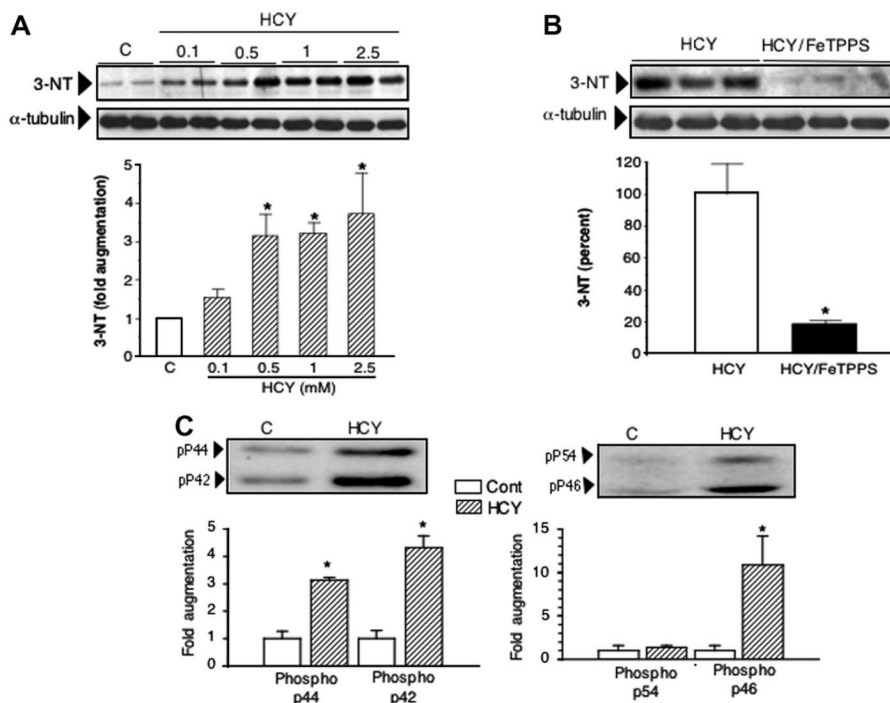 A
HCY
C 0.1 0.5 1 2.5
3-NT
α-tubulin
3-NT (fold augmentation)
5
4
3
2
1
0
* * *
C 0.1 0.5 1 2.5
HCY (mM)
B
HCY HCY/FeTPPS
3-NT
α-tubulin
3-NT (percent)
120
100
80
60
40
20
0
*
HCY HCY/FeTPPS
C
C HCY
pP44
pP42
Cont
HCY
Fold augmentation
5
4
3
2
1
0
* *
Phospho Phospho
p44 p42
C HCY
pP54
pP46
Fold augmentation
15
10
5
2
0
*
Phospho Phospho
p54 p46